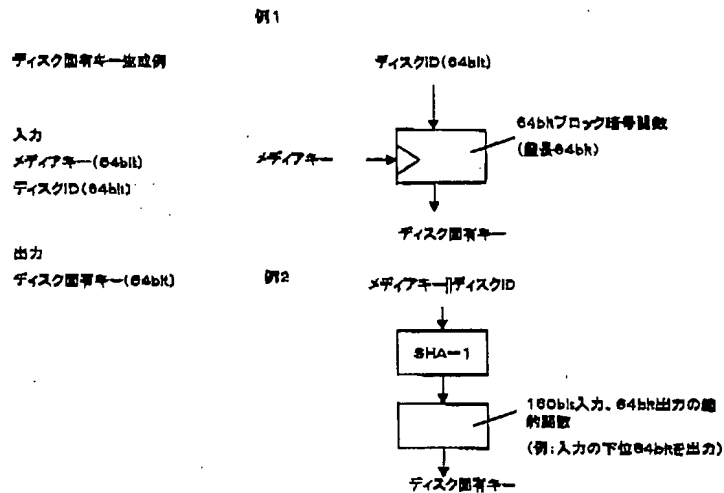 例1
ディスク固有キー生成例
ディスクID(64bit)
64bitブロック暗号関数
(鍵長64bit)
入力
メディアキー(64bit)
ディスクID(64bit)
メディアキー
ディスク固有キー
出力
ディスク固有キー(64bit)
例2
メディアキー||ディスクID
SHA-1
160bit入力、64bit出力の縮
約関数
(例:入力の下位64bitを出力)
ディスク固有キー